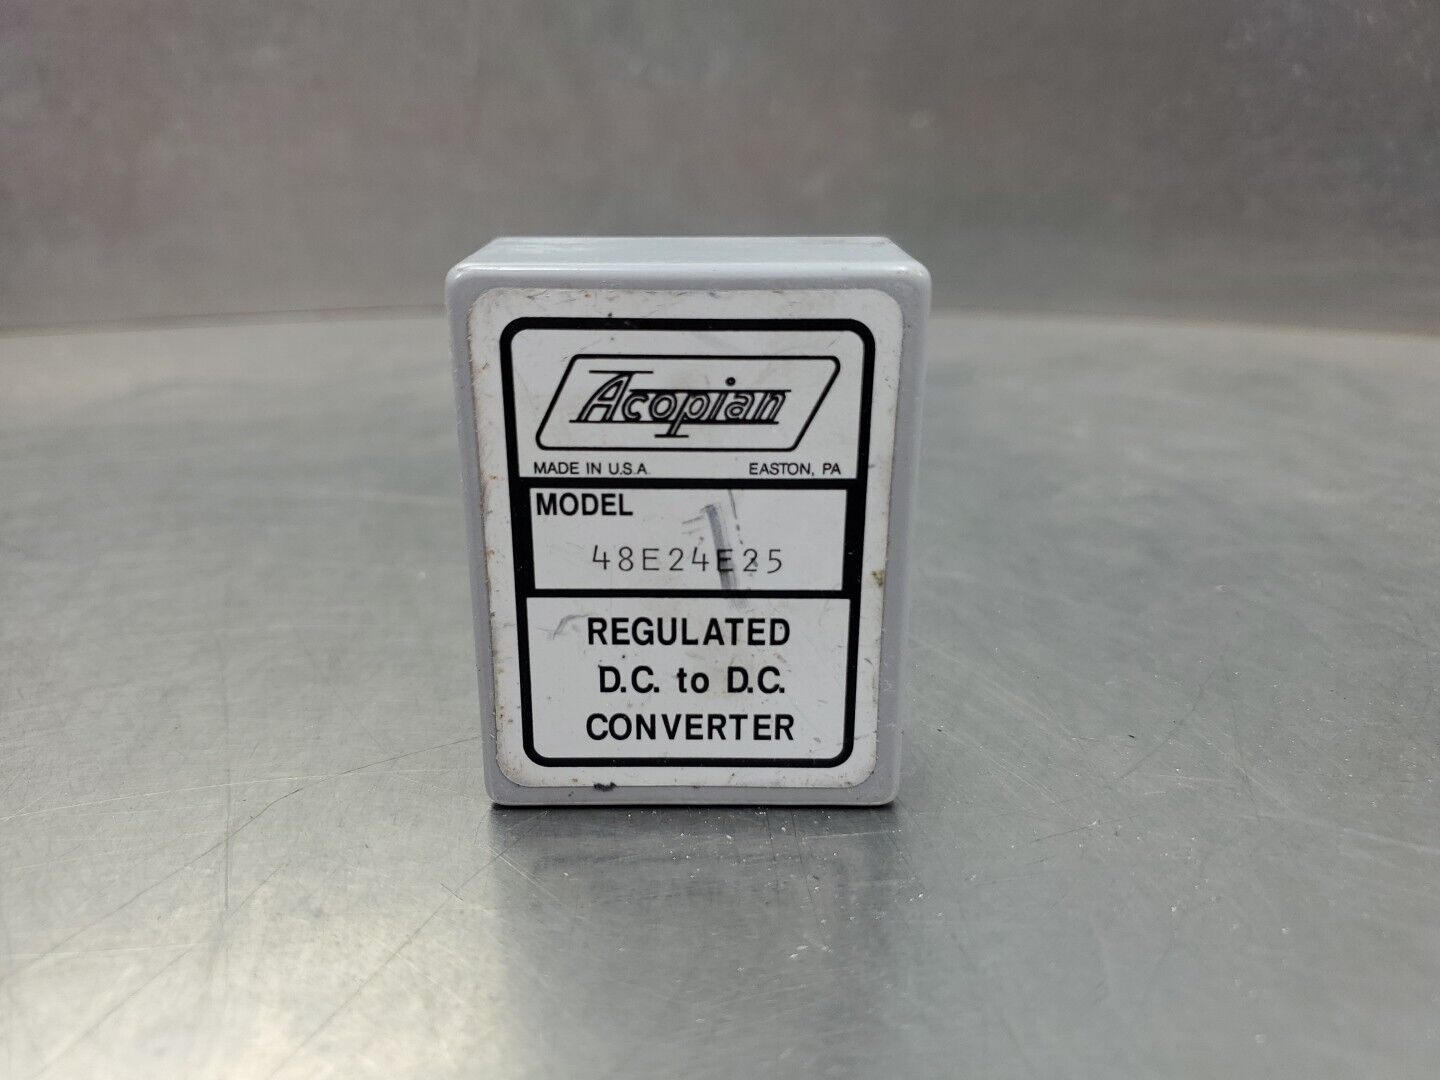 Acopian
MADE IN U.S.A. EASTON, PA
MODEL
48E24E25
REGULATED
D.C. to D.C.
CONVERTER